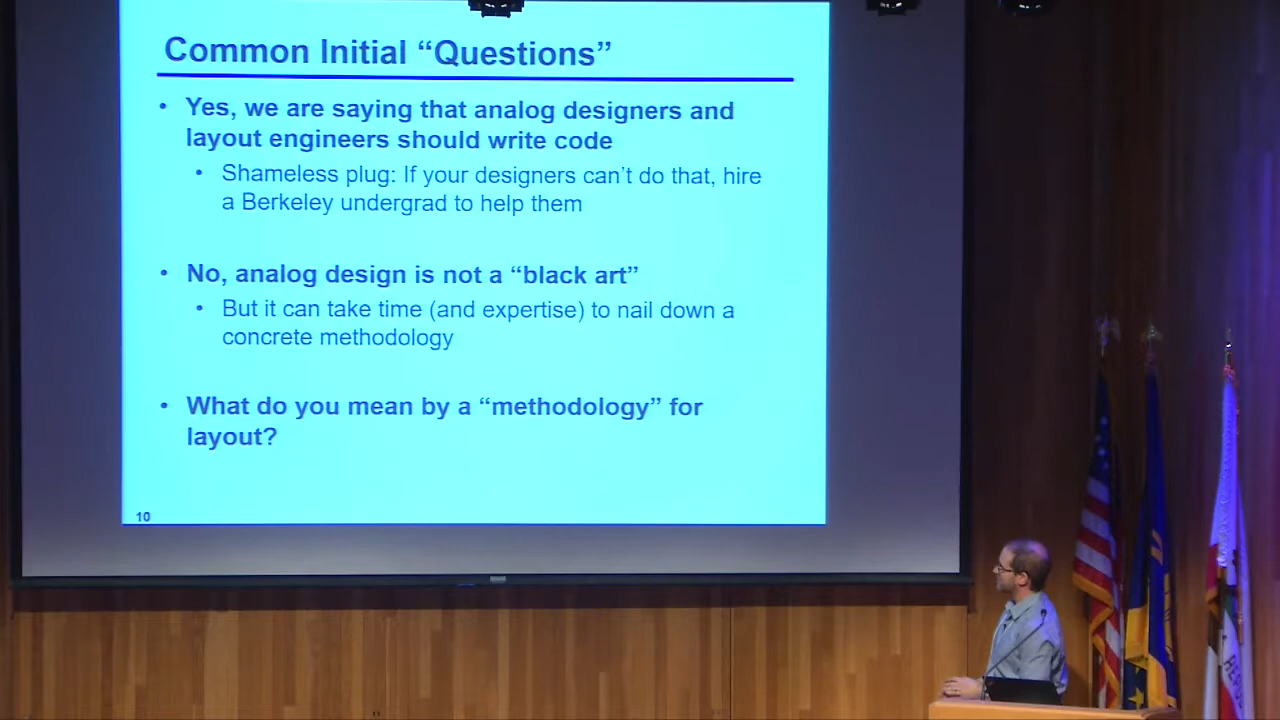 Common Initial “Questions”
• Yes, we are saying that analog designers and
layout engineers should write code
• Shameless plug: If your designers can’t do that, hire
a Berkeley undergrad to help them
• No, analog design is not a “black art”
• But it can take time (and expertise) to nail down a
concrete methodology
• What do you mean by a “methodology” for
layout?
10